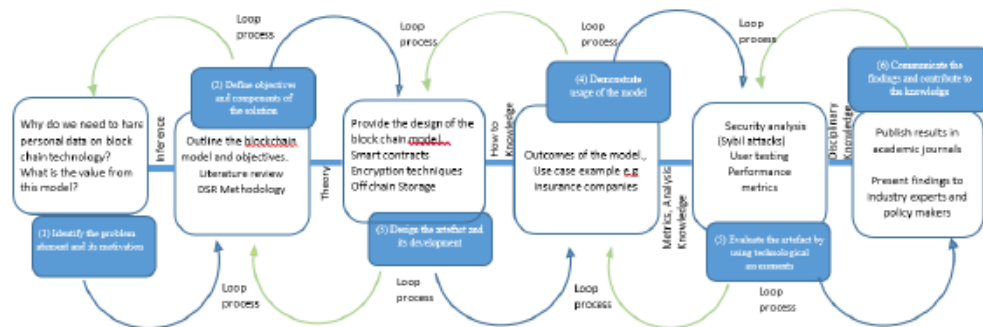 Loop
process
Loop
process
Loop
process
Loop
process
Loop
process
(2) Define objectives
and components of
the solution
(4) Demonstrate
usage of the model
(6) Communicate the
findings and contribute to
the knowledge
Why do we need to hare
personal data on block
chain technology?
What is the value from
this model?
Inference
Outline the blockchain
model and objectives.
Literature review
DSR Methodology
Theory
Provide the design of the
block chain model.
Smart contracts
Encryption techniques
Offchain Storage
How to
Knowledge
Outcomes of the model.,
Use case example e.g
insurance companies
Metrics, Analysis
Knowledge
Security analysis
(Sybil attacks)
User testing
Performance
metrics
Disciplinary
Knowledge
Publish results in
academic journals
Present findings to
industry experts and
policy makers
(1) Identify the problem
atement and its motivation
(3) Design the artefact and
its development
(5) Evaluate the artefact by
using technological
assessments
Loop
process
Loop
process
Loop
process
Loop
process
Loop
process